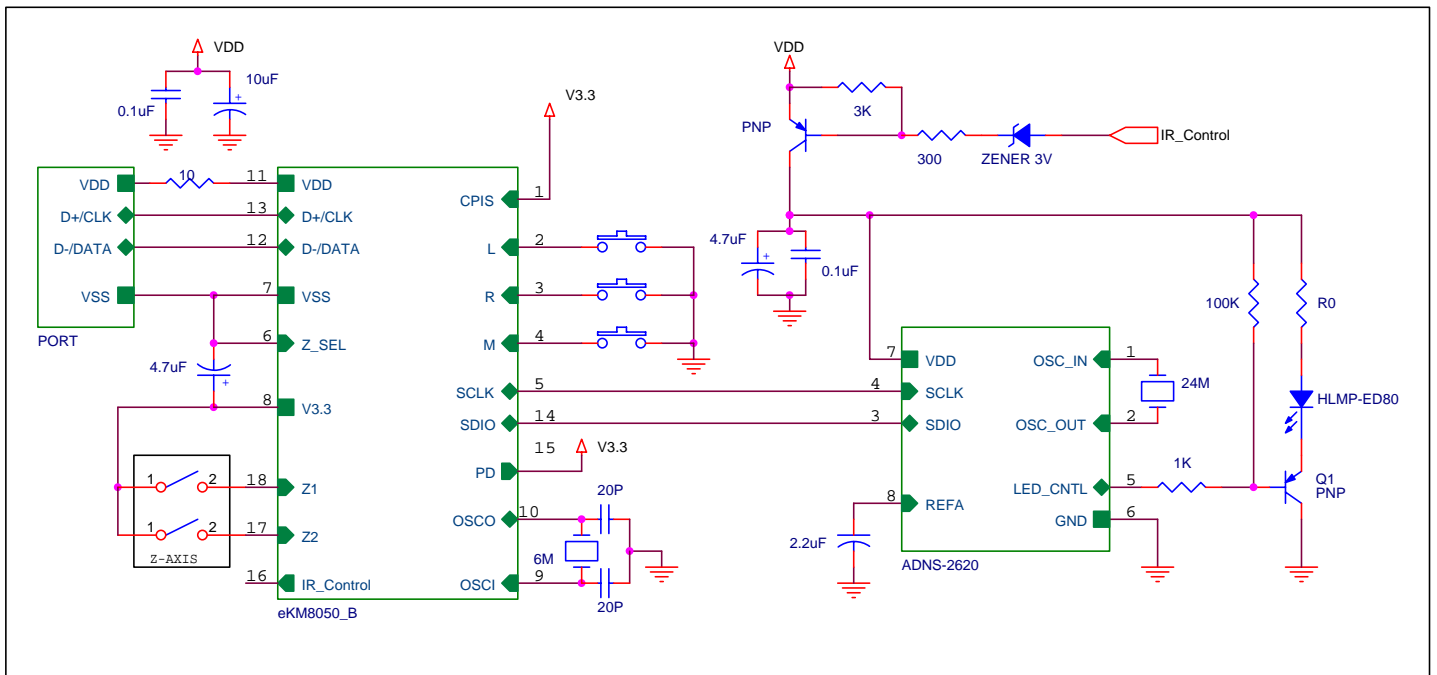 VDD
10uF
+
0.1uF
V3.3
VDD
3K
PNP
300
ZENER 3V
IR_Control
VDD
D+/CLK
D-/DATA
VSS
PORT
10
11
13
12
7
6
8
18
17
16
VDD
D+/CLK
D-/DATA
VSS
Z_SEL
V3.3
Z1
Z2
IR_Control
eKM8050_B
4.7uF
+
1
2
1
2
Z-AXIS
CPIS
L
R
M
SCLK
SDIO
PD
OSCO
OSCI
1
2
3
4
5
14
15
10
9
V3.3
20P
6M
20P
4.7uF
+
0.1uF
7
4
3
8
VDD
SCLK
SDIO
REFA
2.2uF
ADNS-2620
OSC_IN
OSC_OUT
LED_CNTL
GND
1
2
5
6
24M
1K
100K
R0
HLMP-ED80
Q1
PNP